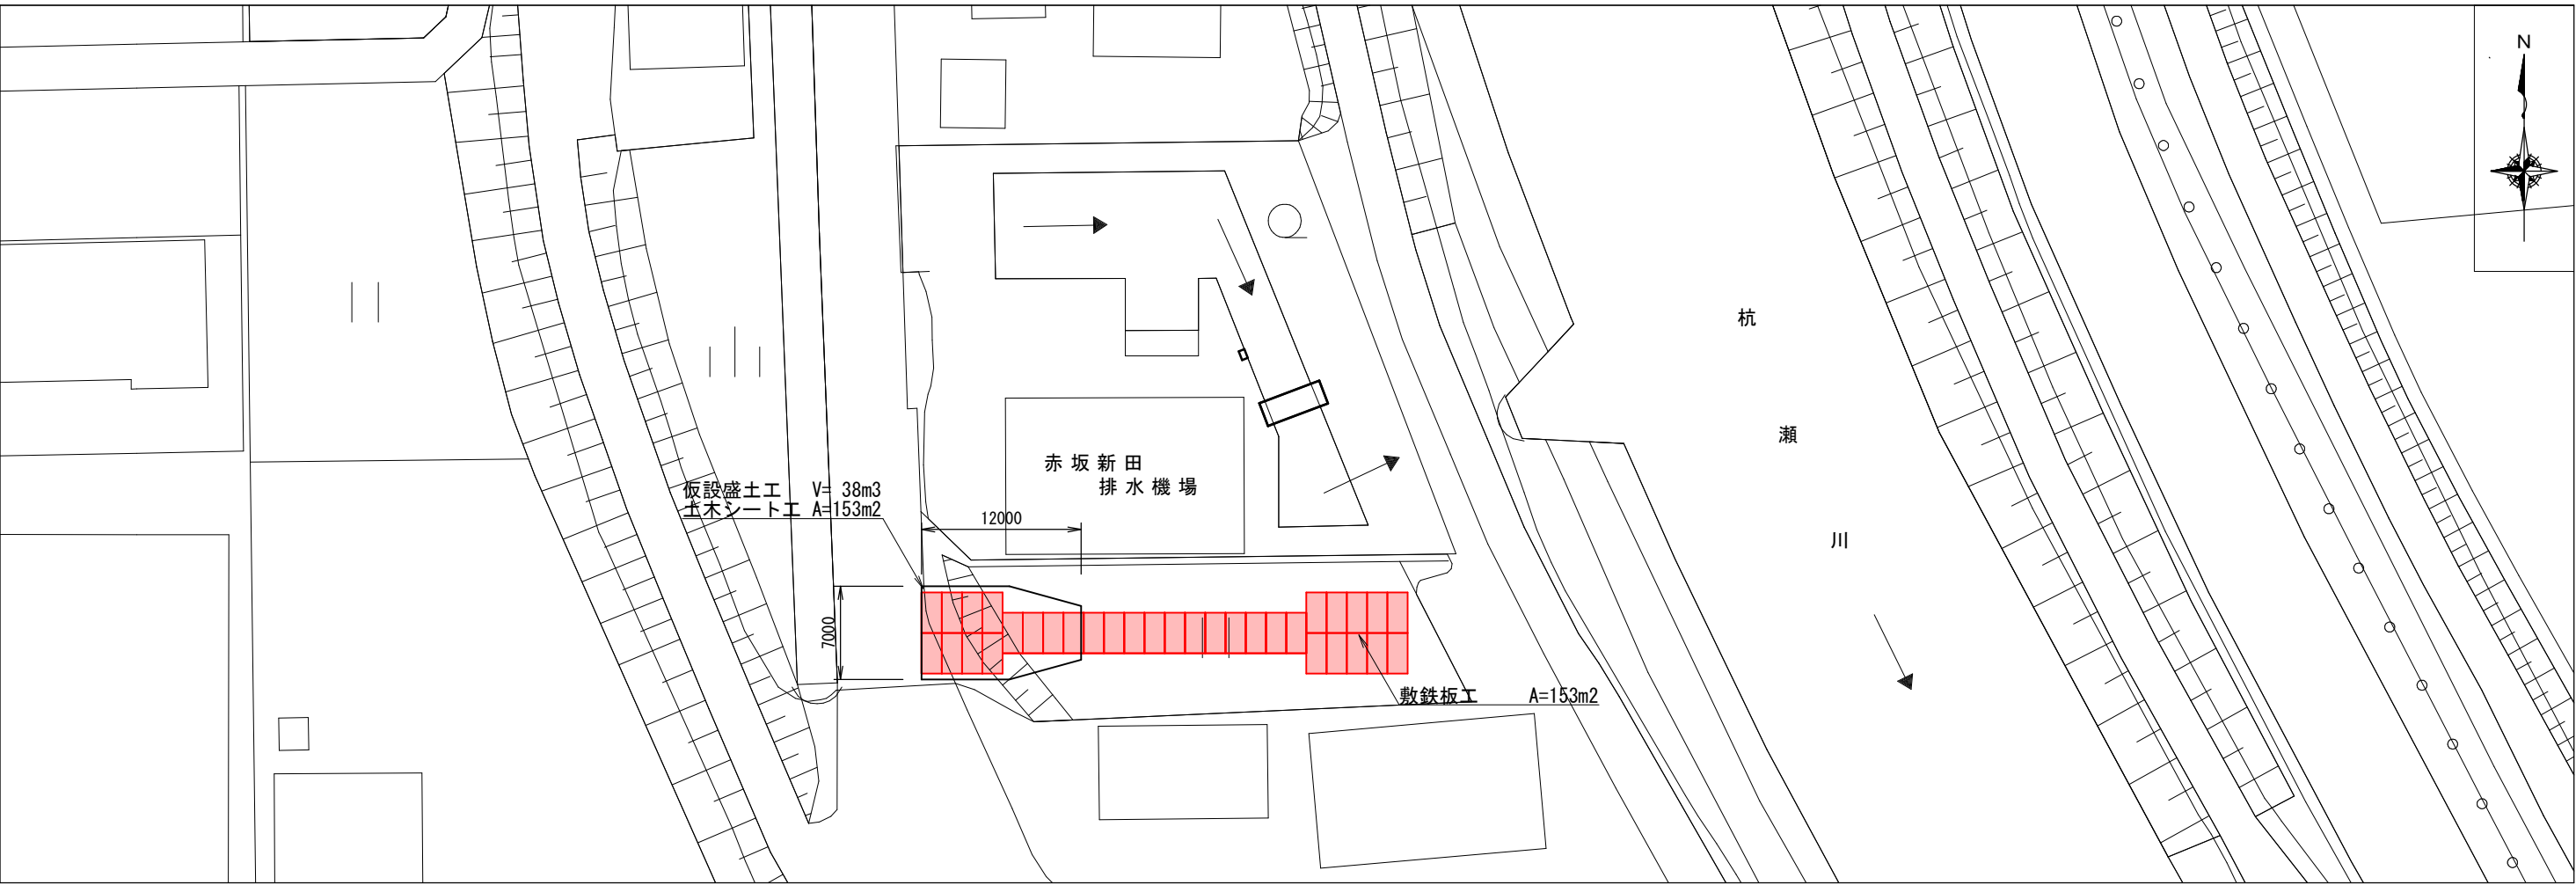 N
杭
瀬
川
赤坂新田
排水機場
仮設盛土工 V= 38m3
土木シート工 A=153m2
12000
7000
敷鉄板工 A=153m2